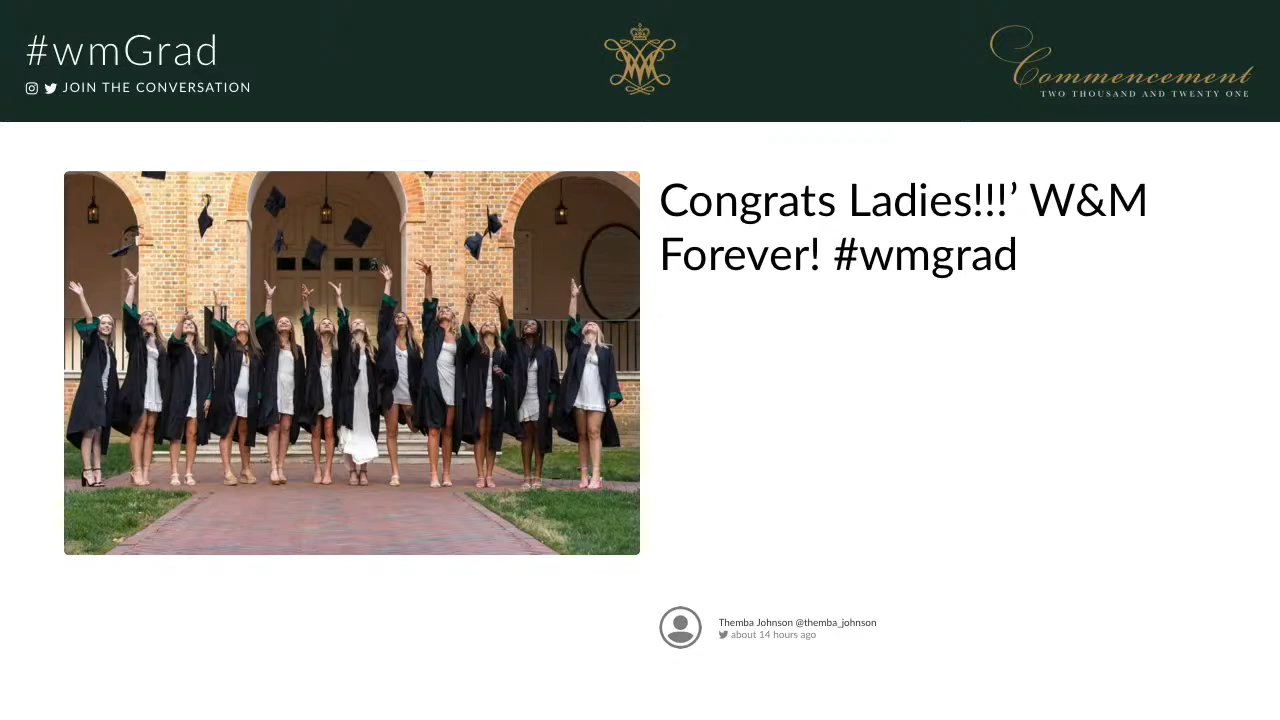 #wmGrad
JOIN THE CONVERSATION
Commencement
TWO THOUSAND AND TWENTY ONE
Congrats Ladies!!!’ W&M
Forever! #wmgrad
Themba Johnson @themba_johnson
about 14 hours ago